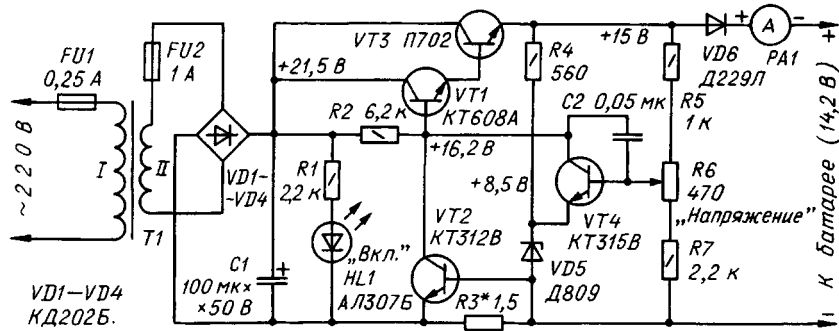 FU1
0,25 А
FU2
1 А
~220 В
I
II
T1
VD1~
~VD4
VD1—VD4
КД202Б.
+21,5 В
R2 6,2к
R1
2,2 к
C1
100 мк×
×50 В
+
„Вкл."
HL1
АЛ307Б
VT3 П702
VT1
КТ608А
+16,2 В
VT2
КТ312В
R3* 1,5
R4
560
+8,5 В
C2 0,05 мк
VT4
КТ315В
VD5
Д809
+15 В
VD6
Д229Л
+ A –
PA1
R5
1 к
R6
470
„Напряжение"
R7
2,2 к
+
К батарее (14,2 В)
–